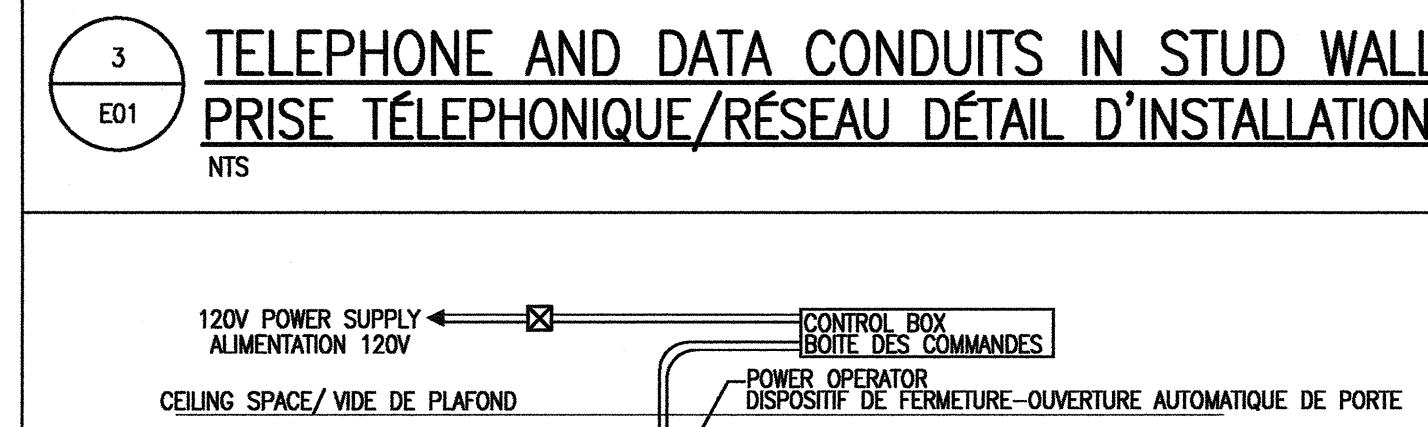 3
E01
TELEPHONE AND DATA CONDUITS IN STUD WALL
PRISE TÉLEPHONIQUE/RÉSEAU DÉTAIL D'INSTALLATION
NTS
120V POWER SUPPLY
ALIMENTATION 120V
CONTROL BOX
BOITE DES COMMANDES
POWER OPERATOR
DISPOSITIF DE FERMETURE-OUVERTURE AUTOMATIQUE DE PORTE
CEILING SPACE/ VIDE DE PLAFOND